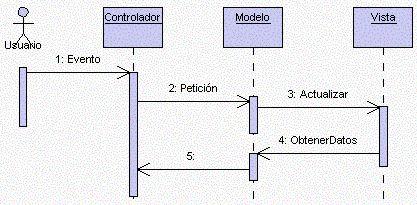 Controlador
Modelo
Vista
Usuario
1: Evento
2: Petición
3: Actualizar
4: ObtenerDatos
5: